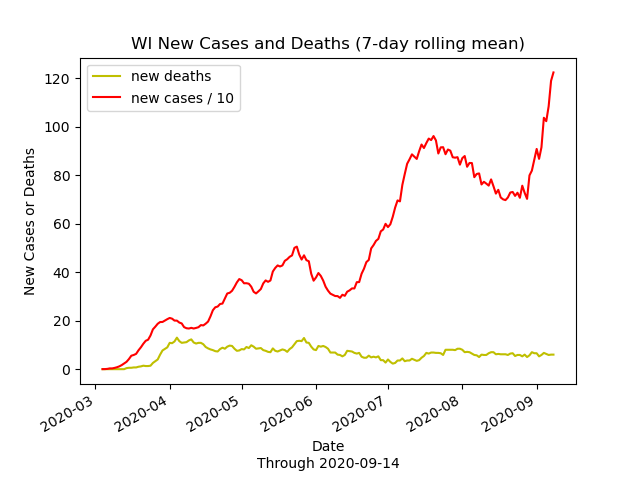 WI New Cases and Deaths (7-day rolling mean)
new deaths
new cases / 10
120
100
80
60
40
20
0
New Cases or Deaths
2020-03
2020-04
2020-05
2020-06
2020-07
2020-08
2020-09
Date
Through 2020-09-14